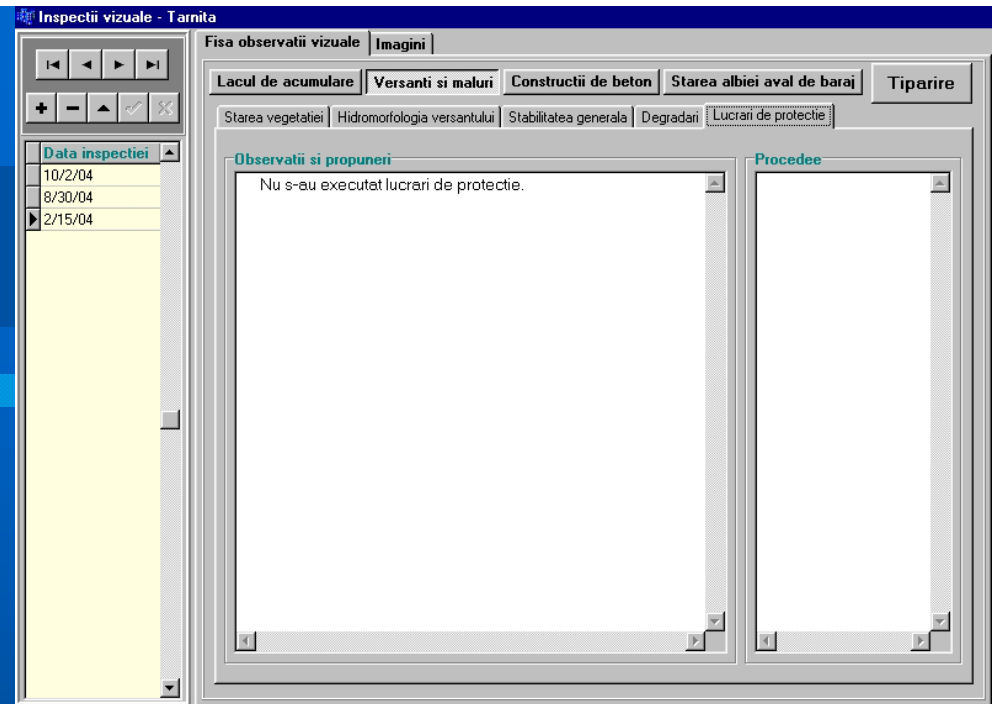 Inspectii vizuale - Tarnita
Fisa observatii vizuale Imagini
Lacul de acumulare Versanti si maluri Constructii de beton Starea albiei aval de baraj Tiparire
Starea vegetatiei Hidromorfologia versantului Stabilitatea generala Degradari Lucrari de protectie
Data inspectiei
10/2/04
8/30/04
2/15/04
Observatii si propuneri
Nu s-au executat lucrari de protectie.
Procedee